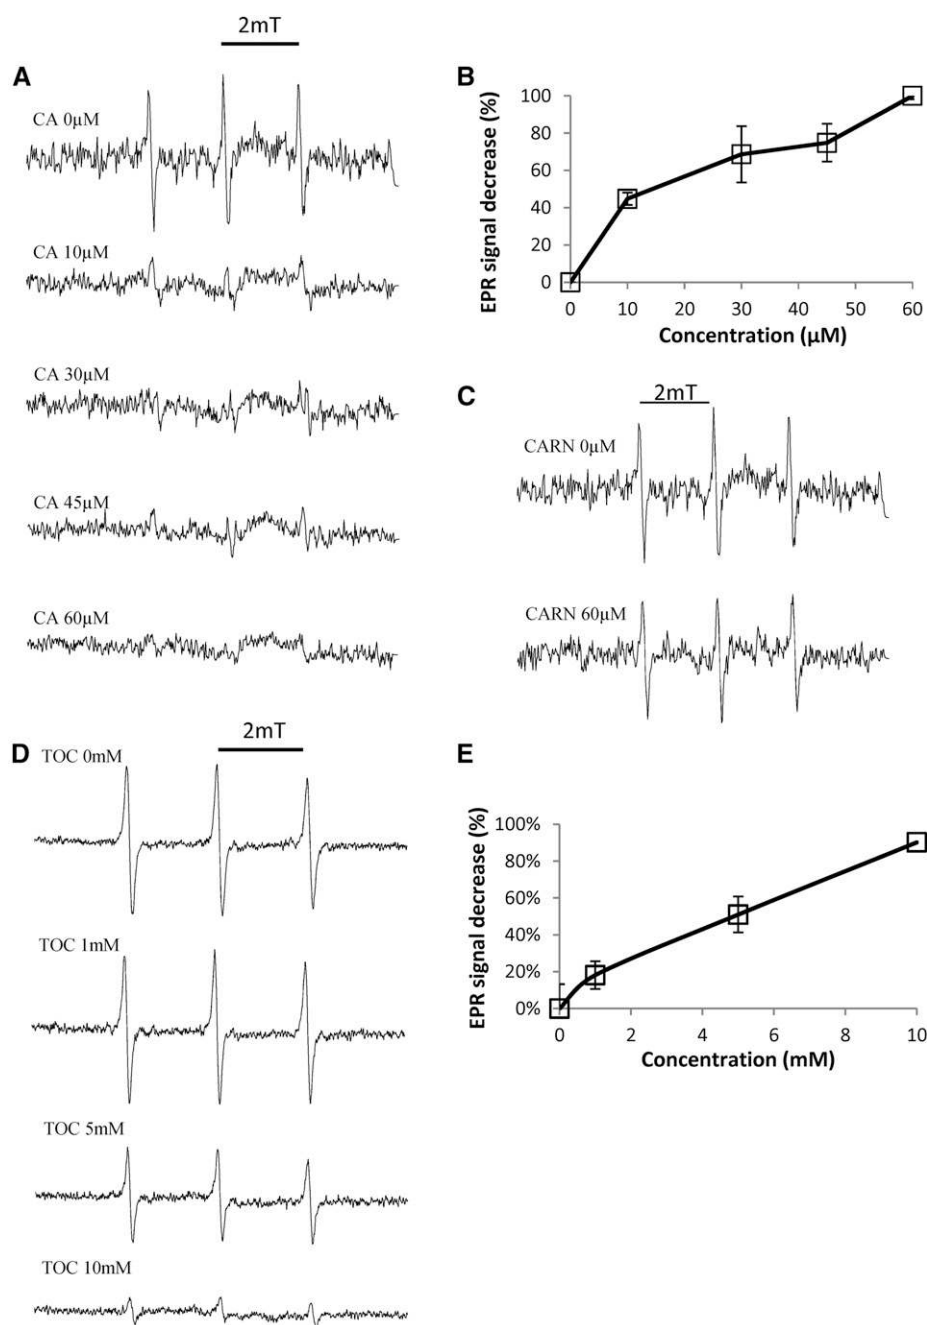 2mT
A
CA 0µM
CA 10µM
CA 30µM
CA 45µM
CA 60µM
B
EPR signal decrease (%)
100
80
60
40
20
0
0 10 20 30 40 50 60
Concentration (µM)
C
2mT
CARN 0µM
CARN 60µM
D
2mT
TOC 0mM
TOC 1mM
TOC 5mM
TOC 10mM
E
EPR signal decrease (%)
100%
80%
60%
40%
20%
0%
0 2 4 6 8 10
Concentration (mM)